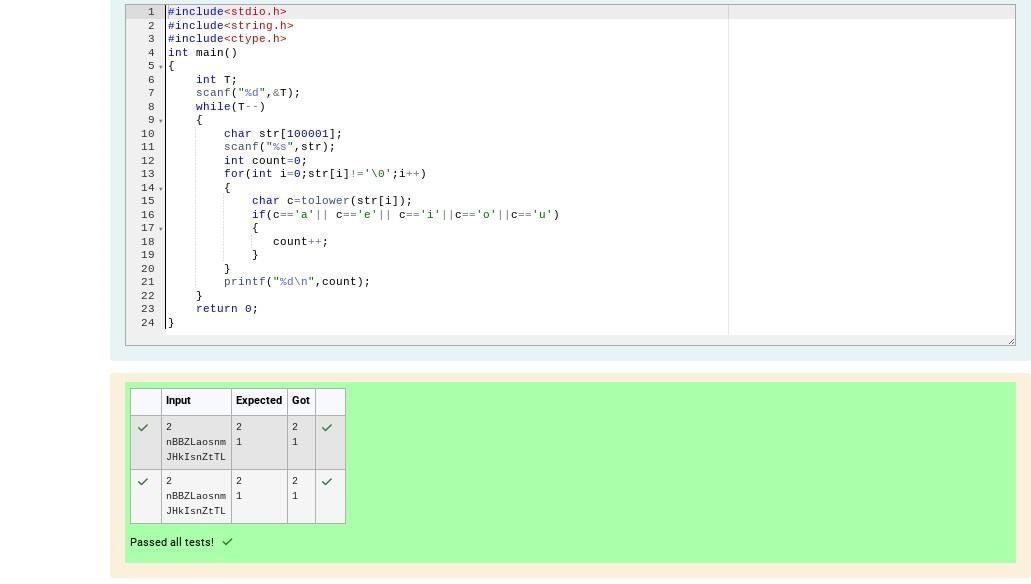 1 #include<stdio.h>
2 #include<string.h>
3 #include<ctype.h>
4 int main()
5 {
6     int T;
7     scanf("%d",&T);
8     while(T--)
9     {
10         char str[100001];
11         scanf("%s",str);
12         int count=0;
13         for(int i=0;str[i]!='\0';i++)
14         {
15             char c=tolower(str[i]);
16             if(c=='a'|| c=='e'|| c=='i'||c=='o'||c=='u')
17             {
18                count++;
19             }
20         }
21         printf("%d\n",count);
22     }
23     return 0;
24 }
Input Expected Got
2 2 2
nBBZLaosnm 1 1
JHkIsnZtTL
2 2 2
nBBZLaosnm 1 1
JHkIsnZtTL
Passed all tests!